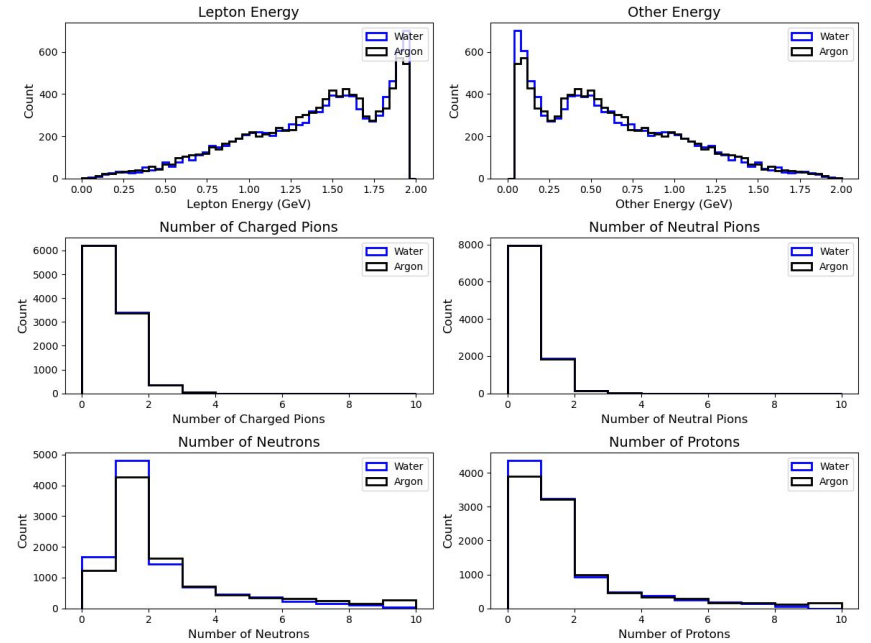 Lepton Energy
Other Energy
Water
Argon
Water
Argon
Count
600
400
200
0
Count
600
400
200
0
0.00 0.25 0.50 0.75 1.00 1.25 1.50 1.75 2.00
0.00 0.25 0.50 0.75 1.00 1.25 1.50 1.75 2.00
Lepton Energy (GeV)
Other Energy (GeV)
Number of Charged Pions
Number of Neutral Pions
Water
Argon
Water
Argon
Count
6000
5000
4000
3000
2000
1000
0
Count
8000
6000
4000
2000
0
0 2 4 6 8 10
0 2 4 6 8 10
Number of Charged Pions
Number of Neutral Pions
Number of Neutrons
Number of Protons
Water
Argon
Water
Argon
Count
5000
4000
3000
2000
1000
0
Count
4000
3000
2000
1000
0
0 2 4 6 8 10
0 2 4 6 8 10
Number of Neutrons
Number of Protons